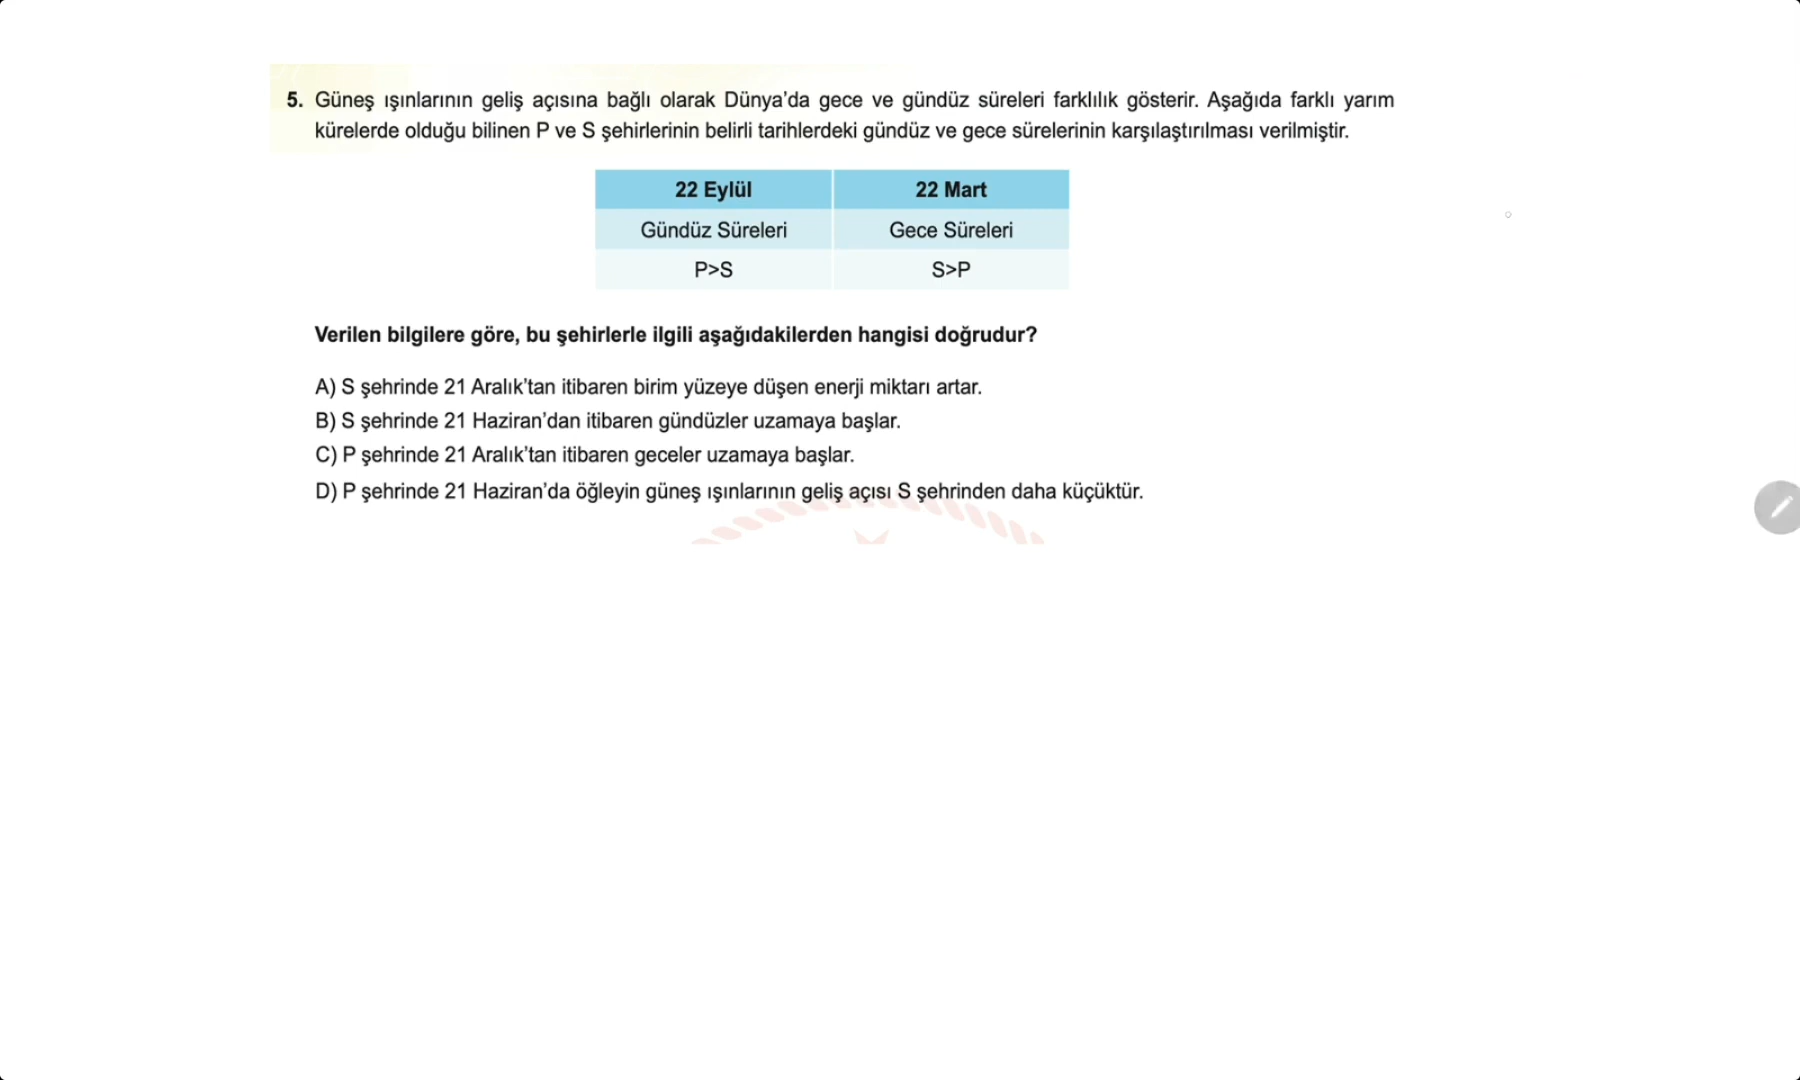 5. Güneş ışınlarının geliş açısına bağlı olarak Dünya'da gece ve gündüz süreleri farklılık gösterir. Aşağıda farklı yarım
kürelerde olduğu bilinen P ve S şehirlerinin belirli tarihlerdeki gündüz ve gece sürelerinin karşılaştırılması verilmiştir.
22 Eylül 22 Mart
Gündüz Süreleri Gece Süreleri
P>S S>P
Verilen bilgilere göre, bu şehirlerle ilgili aşağıdakilerden hangisi doğrudur?
A) S şehrinde 21 Aralık'tan itibaren birim yüzeye düşen enerji miktarı artar.
B) S şehrinde 21 Haziran'dan itibaren gündüzler uzamaya başlar.
C) P şehrinde 21 Aralık'tan itibaren geceler uzamaya başlar.
D) P şehrinde 21 Haziran'da öğleyin güneş ışınlarının geliş açısı S şehrinden daha küçüktür.